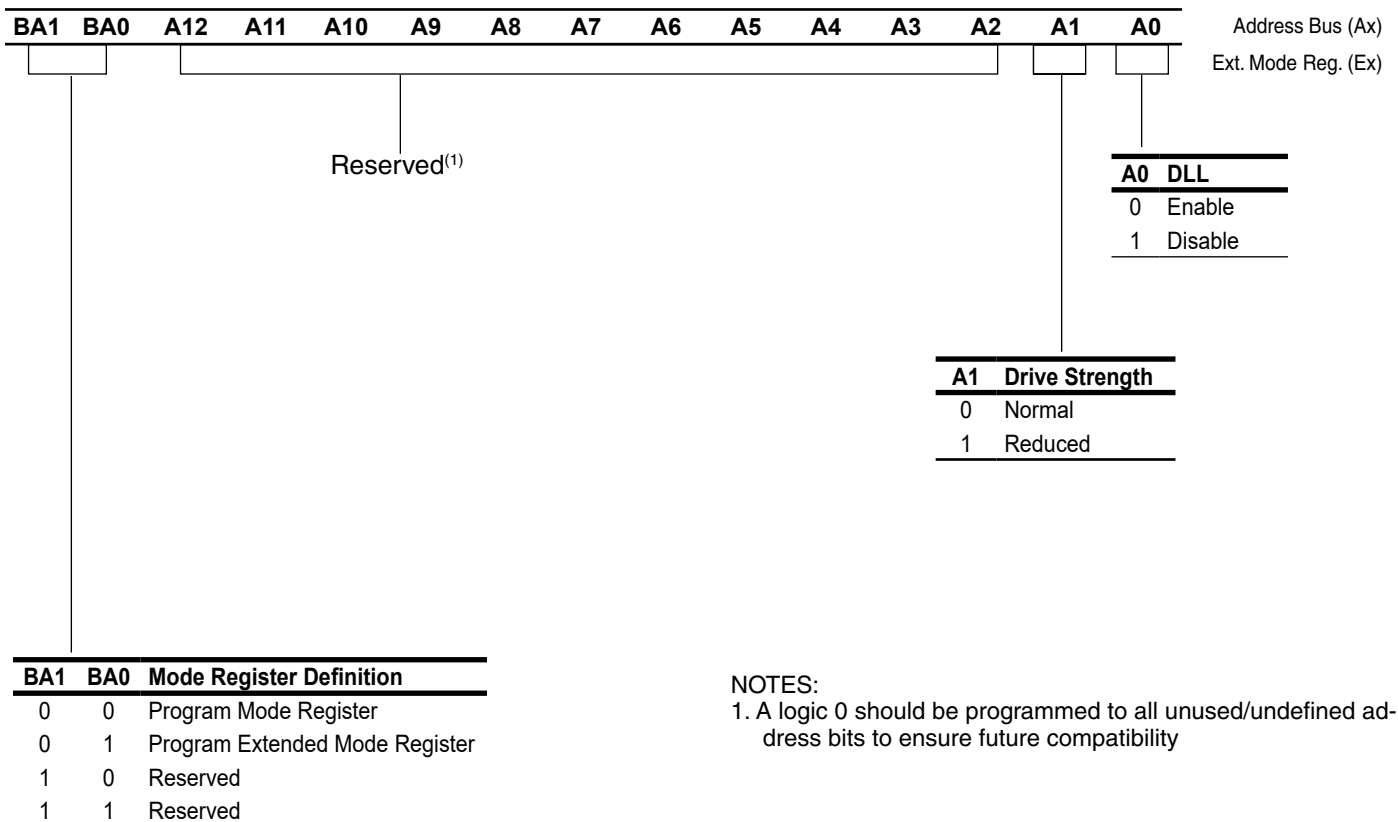 BA1 BA0 A12 A11 A10 A9 A8 A7 A6 A5 A4 A3 A2 A1 A0 Address Bus (Ax)
Ext. Mode Reg. (Ex)
Reserved(1)
A0 DLL
0 Enable
1 Disable
A1 Drive Strength
0 Normal
1 Reduced
BA1 BA0 Mode Register Definition
0 0 Program Mode Register
0 1 Program Extended Mode Register
1 0 Reserved
1 1 Reserved
NOTES:
1. A logic 0 should be programmed to all unused/undefined ad-
dress bits to ensure future compatibility